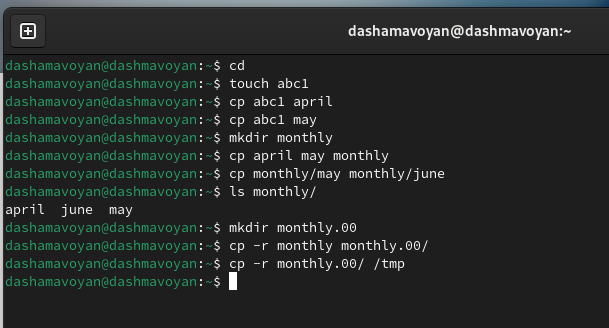 dashamavoyan@dashmavoyan:~
dashamavoyan@dashmavoyan:~$ cd
dashamavoyan@dashmavoyan:~$ touch abc1
dashamavoyan@dashmavoyan:~$ cp abc1 april
dashamavoyan@dashmavoyan:~$ cp abc1 may
dashamavoyan@dashmavoyan:~$ mkdir monthly
dashamavoyan@dashmavoyan:~$ cp april may monthly
dashamavoyan@dashmavoyan:~$ cp monthly/may monthly/june
dashamavoyan@dashmavoyan:~$ ls monthly/
april  june  may
dashamavoyan@dashmavoyan:~$ mkdir monthly.00
dashamavoyan@dashmavoyan:~$ cp -r monthly monthly.00/
dashamavoyan@dashmavoyan:~$ cp -r monthly.00/ /tmp
dashamavoyan@dashmavoyan:~$